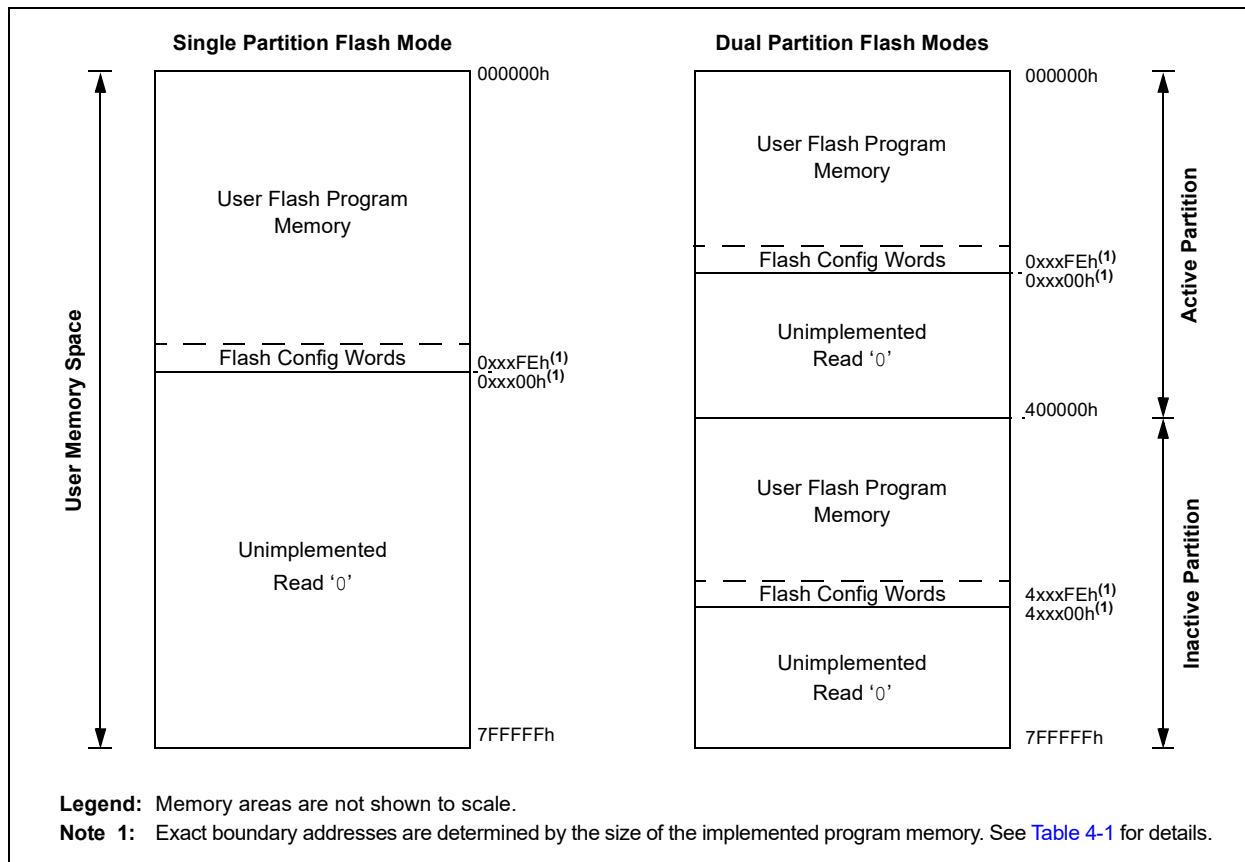 Single Partition Flash Mode
000000h
User Flash Program
Memory
Flash Config Words
0xxxFEh(1)
0xxx00h(1)
Unimplemented
Read ‘0’
7FFFFFh
User Memory Space
Dual Partition Flash Modes
000000h
User Flash Program
Memory
Flash Config Words
0xxxFEh(1)
0xxx00h(1)
Unimplemented
Read ‘0’
400000h
User Flash Program
Memory
Flash Config Words
4xxxFEh(1)
4xxx00h(1)
Unimplemented
Read ‘0’
7FFFFFh
Active Partition
Inactive Partition
Legend: Memory areas are not shown to scale.
Note 1: Exact boundary addresses are determined by the size of the implemented program memory. See Table 4-1 for details.